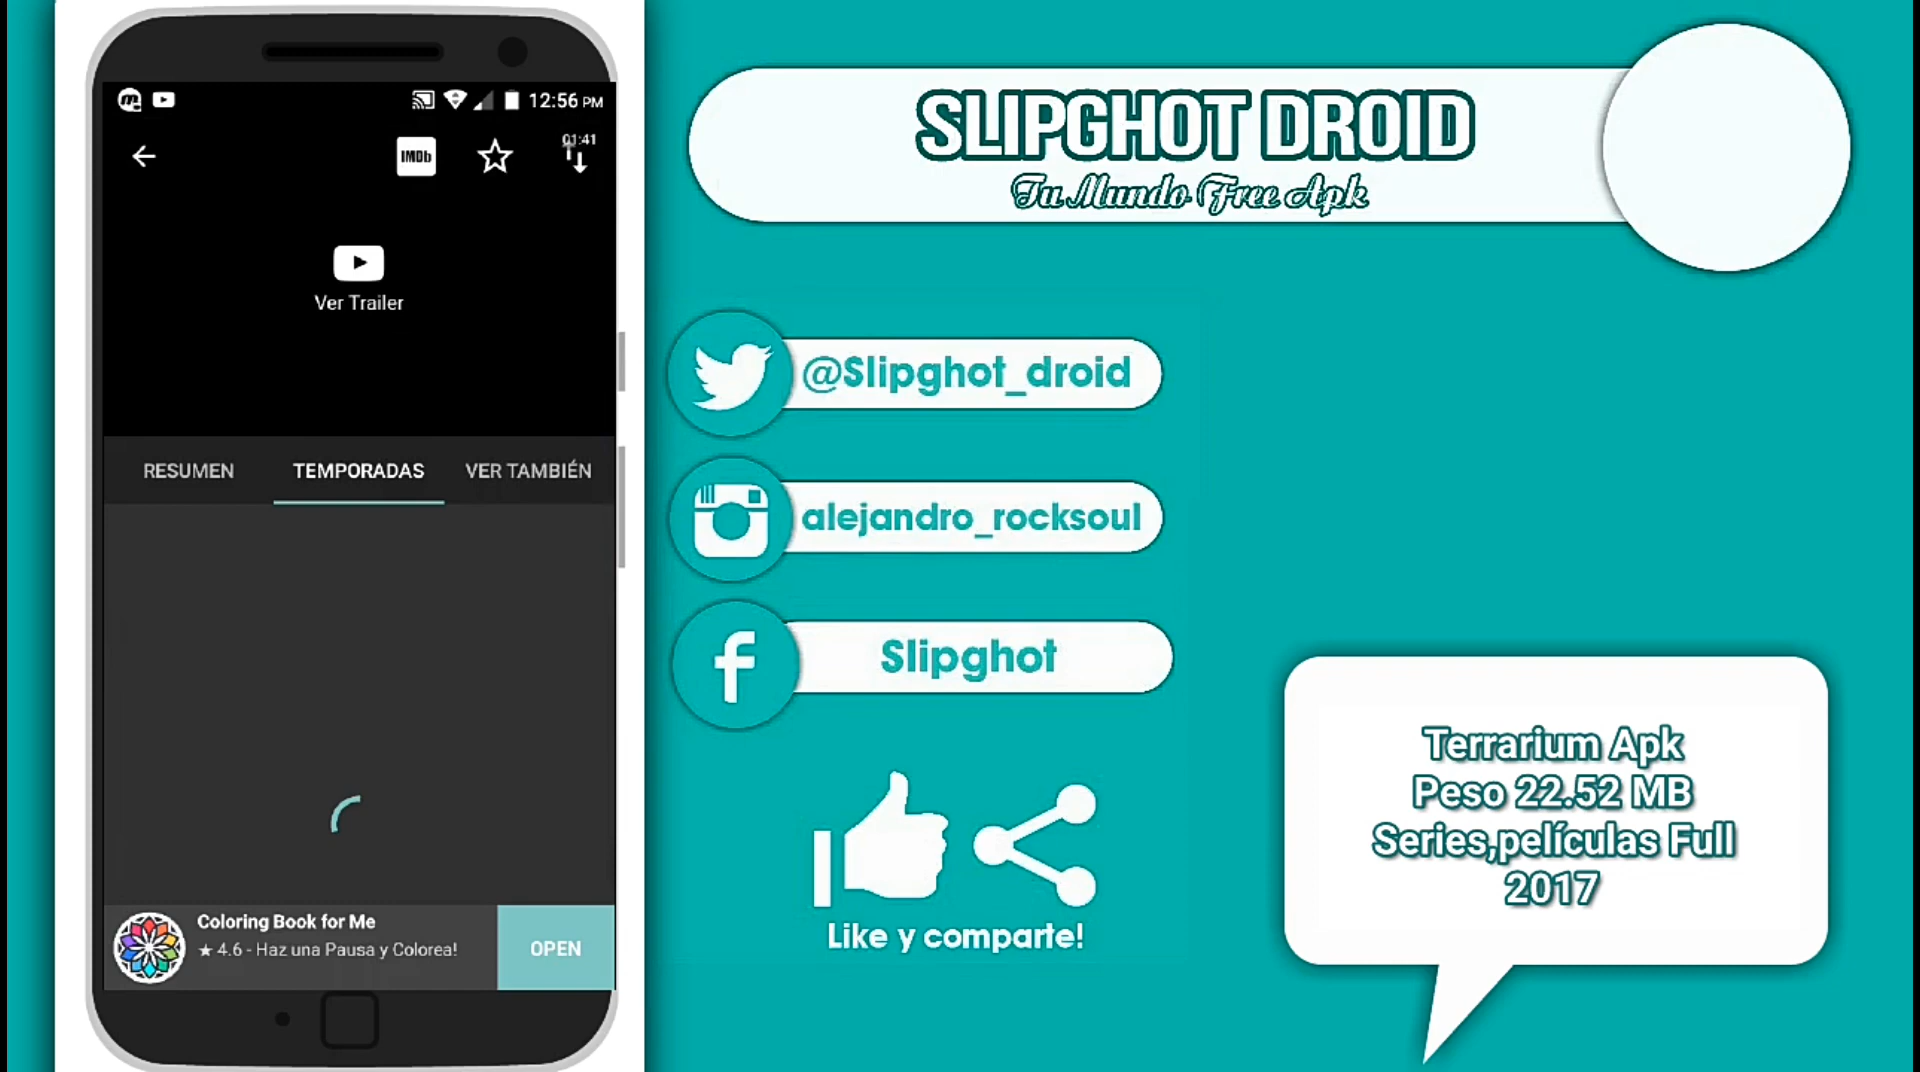 12:56 PM
IMDb
01:41
Ver Trailer
RESUMEN TEMPORADAS VER TAMBIÉN
Coloring Book for Me
★ 4.6 - Haz una Pausa y Colorea!
OPEN
SLIPGHOT DROID
Tu Mundo Free Apk
@Slipghot_droid
alejandro_rocksoul
f
Slipghot
Like y comparte!
Terrarium Apk
Peso 22.52 MB
Series,películas Full
2017